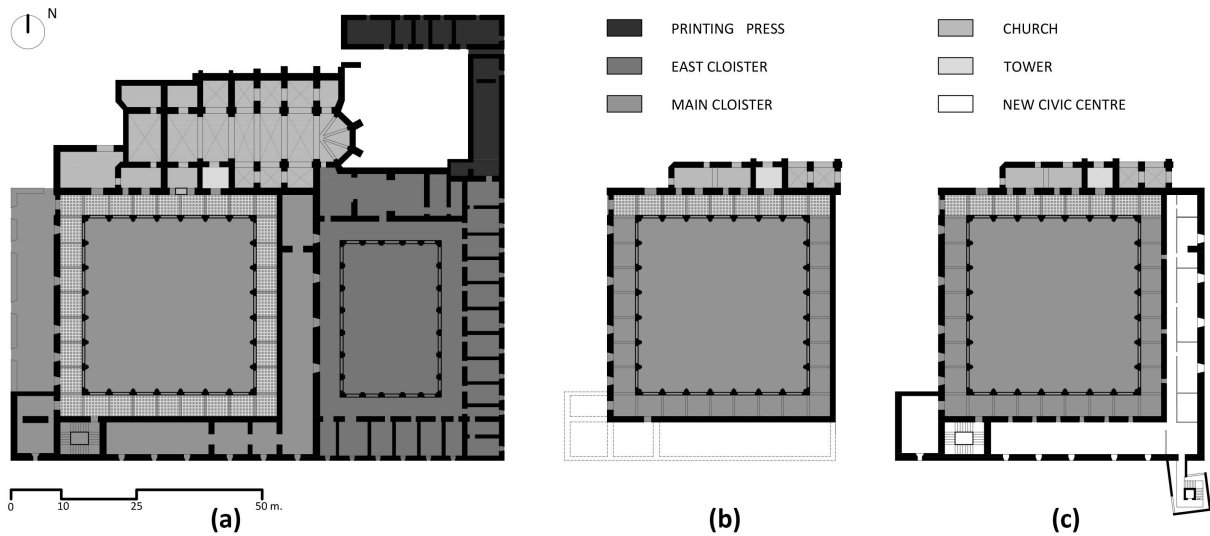 N
PRINTING PRESS
EAST CLOISTER
MAIN CLOISTER
CHURCH
TOWER
NEW CIVIC CENTRE
0 10 25 50 m.
(a) (b) (c)